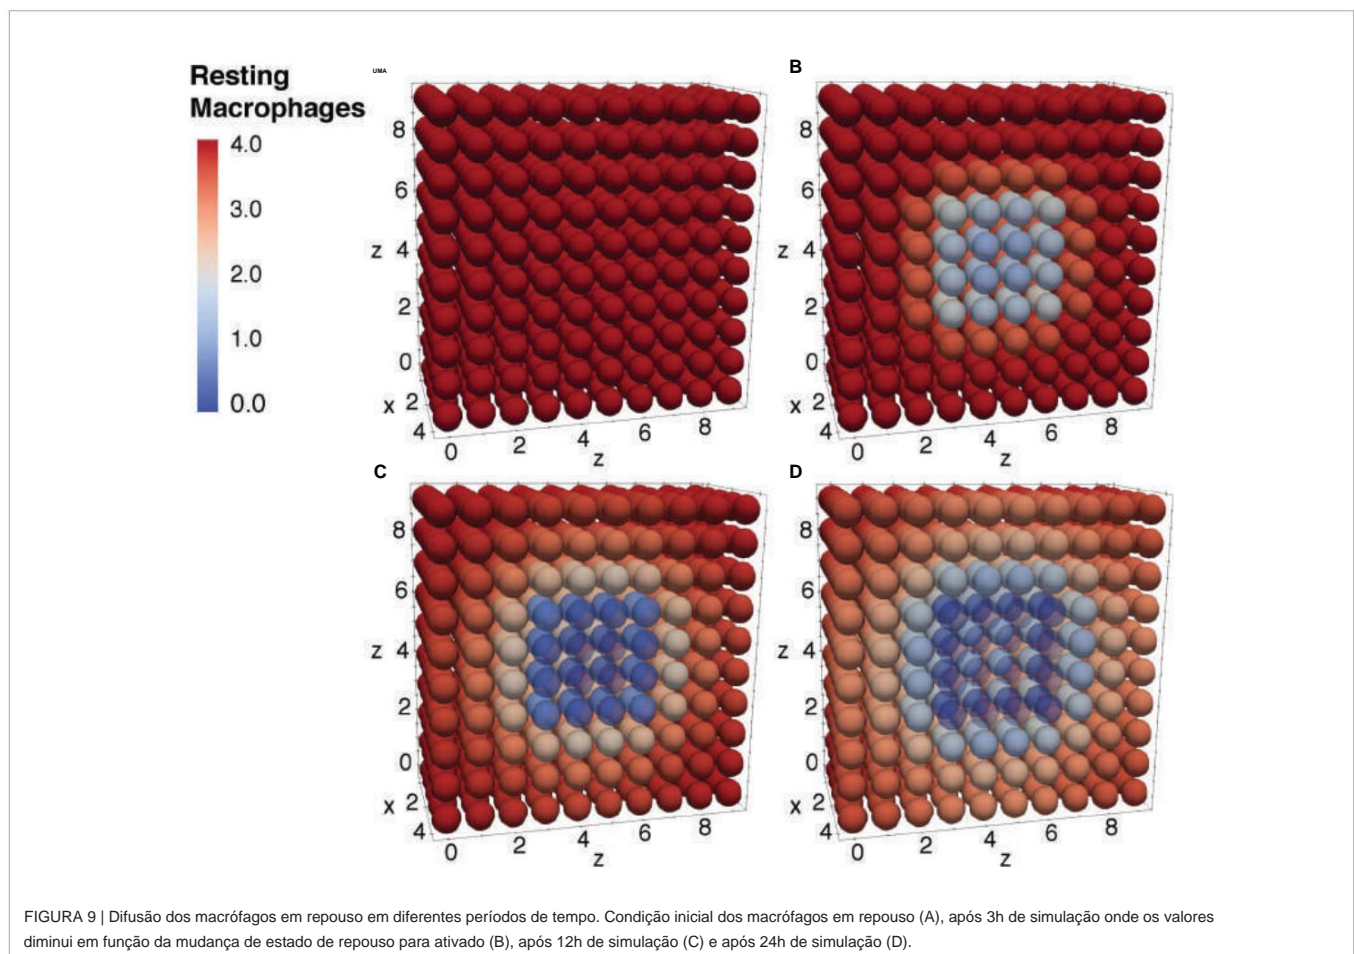 Resting
Macrophages
4.0
3.0
2.0
1.0
0.0
UMA
8
6
z 4
2
0
x 2
4
0
2
4
6
8
z
B
8
6
z 4
2
0
x 2
4
0
2
4
6
8
z
C
8
6
z 4
2
0
x 2
4
0
2
4
6
8
z
D
8
6
z 4
2
0
x 2
4
0
2
4
6
8
z
FIGURA 9 | Difusão dos macrófagos em repouso em diferentes períodos de tempo. Condição inicial dos macrófagos em repouso (A), após 3h de simulação onde os valores
diminui em função da mudança de estado de repouso para ativado (B), após 12h de simulação (C) e após 24h de simulação (D).